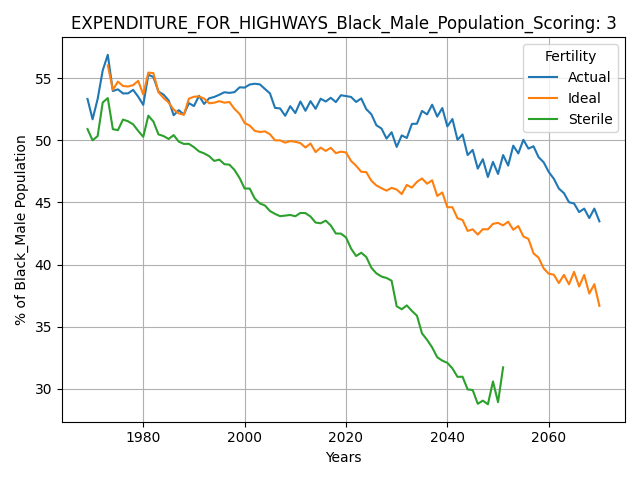 EXPENDITURE_FOR_HIGHWAYS_Black_Male_Population_Scoring: 3
Fertility
Actual
Ideal
Sterile
% of Black_Male Population
55
50
45
40
35
30
1980
2000
2020
2040
2060
Years